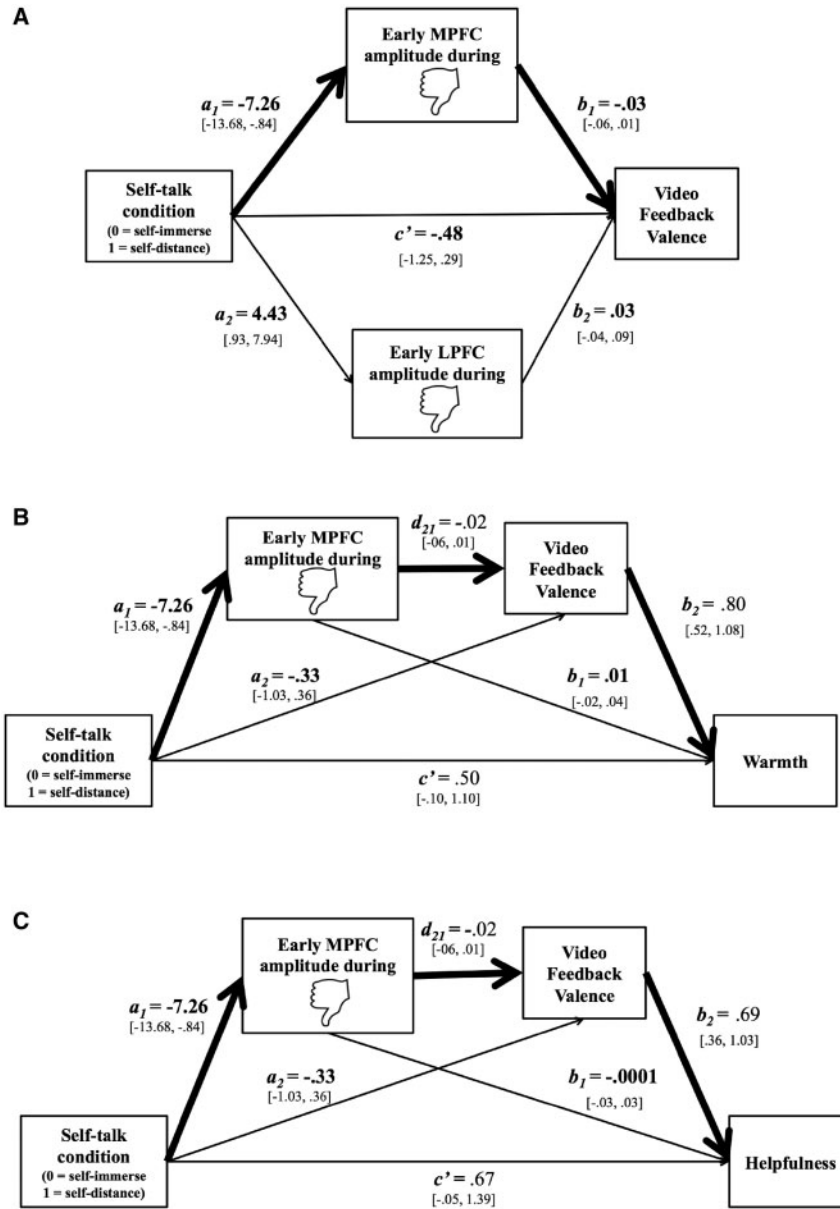 A
Early MPFC
amplitude during
a1 = -7.26
[-13.68, -.84]
b1 = -.03
[-.06, .01]
Self-talk
condition
(0 = self-immerse
1 = self-distance)
Video
Feedback
Valence
c’ = -.48
[-1.25, .29]
a2 = 4.43
[.93, 7.94]
b2 = .03
[-.04, .09]
Early LPFC
amplitude during
B
Early MPFC
amplitude during
d21 = -.02
[-06, .01]
Video
Feedback
Valence
a1 = -7.26
[-13.68, -.84]
b2 = .80
[.52, 1.08]
a2 = -.33
[-1.03, .36]
b1 = .01
[-.02, .04]
Self-talk
condition
(0 = self-immerse
1 = self-distance)
Warmth
c’ = .50
[-.10, 1.10]
C
Early MPFC
amplitude during
d21 = -.02
[-06, .01]
Video
Feedback
Valence
a1 = -7.26
[-13.68, -.84]
b2 = .69
[.36, 1.03]
a2 = -.33
[-1.03, .36]
b1 = -.0001
[-.03, .03]
Self-talk
condition
(0 = self-immerse
1 = self-distance)
Helpfulness
c’ = .67
[-.05, 1.39]